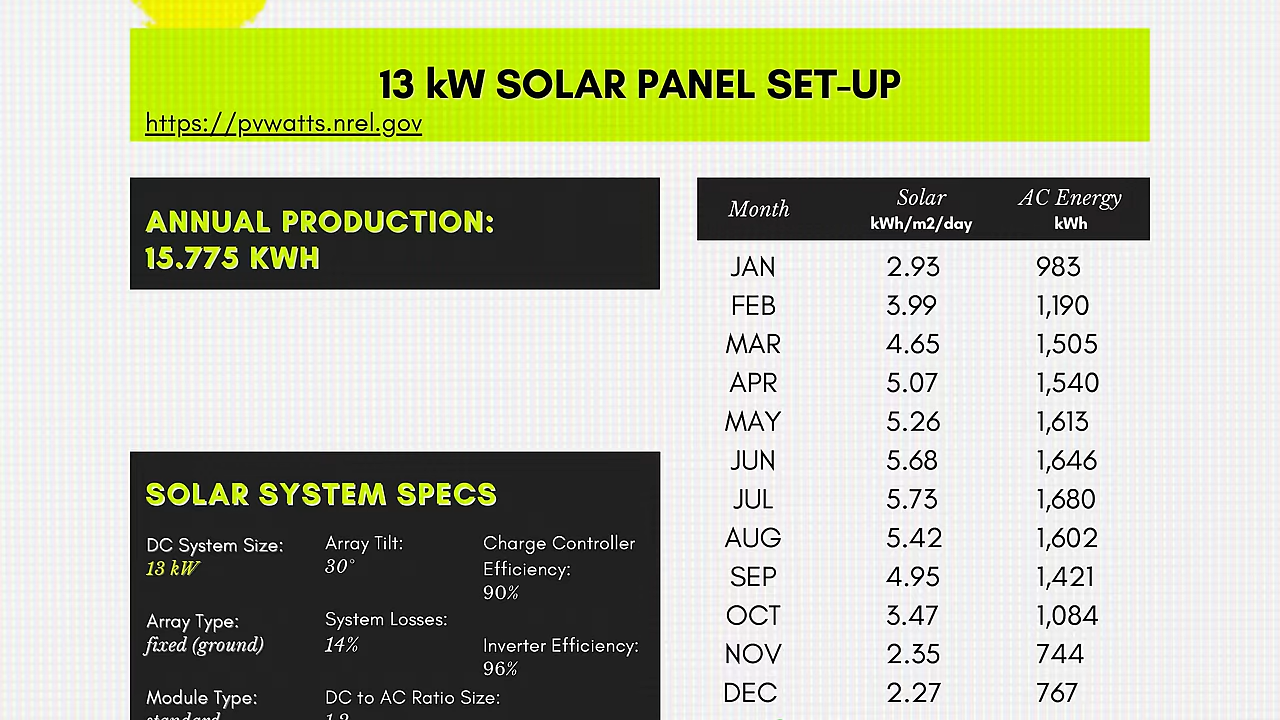 13 kW SOLAR PANEL SET-UP
https://pvwatts.nrel.gov
ANNUAL PRODUCTION:
15.775 KWH
SOLAR SYSTEM SPECS
DC System Size:
13 kW
Array Type:
fixed (ground)
Module Type:
standard
Array Tilt:
30°
System Losses:
14%
DC to AC Ratio Size:
1.2
Charge Controller
Efficiency:
90%
Inverter Efficiency:
96%
Month Solar AC Energy
kWh/m2/day kWh
JAN 2.93 983
FEB 3.99 1,190
MAR 4.65 1,505
APR 5.07 1,540
MAY 5.26 1,613
JUN 5.68 1,646
JUL 5.73 1,680
AUG 5.42 1,602
SEP 4.95 1,421
OCT 3.47 1,084
NOV 2.35 744
DEC 2.27 767